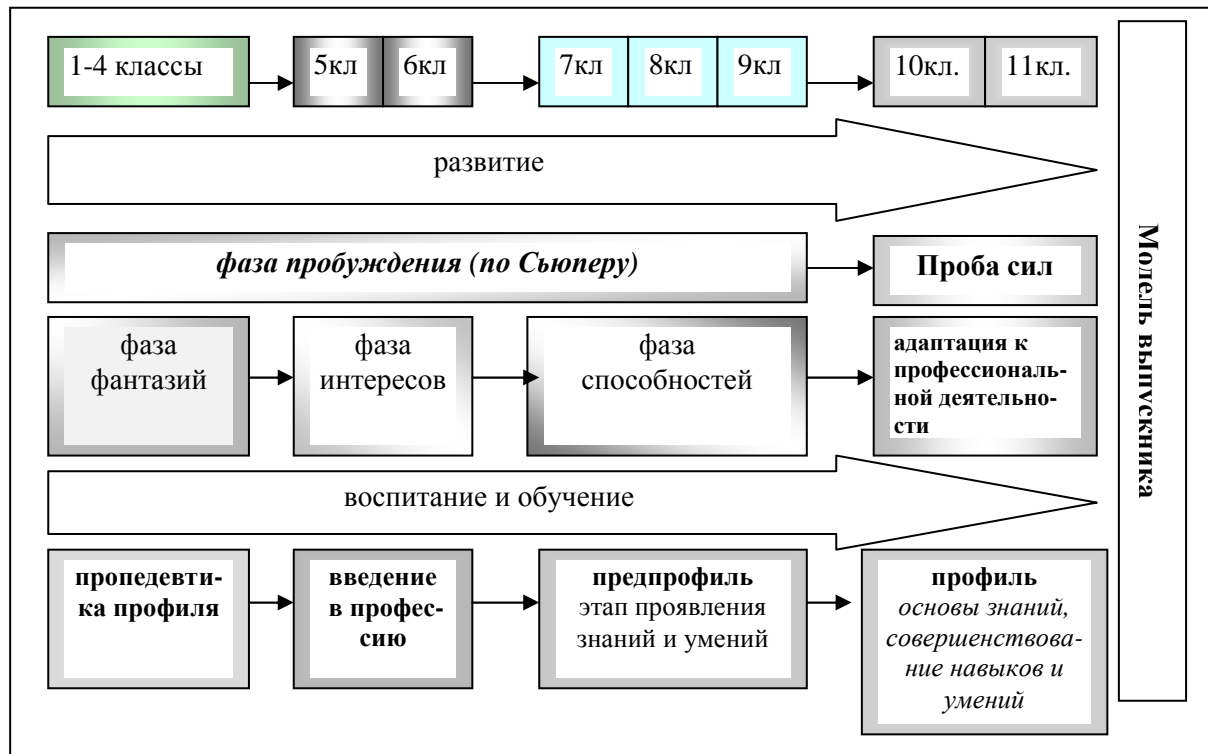 1-4 классы
5кл
6кл
7кл
8кл
9кл
10кл.
11кл.
развитие
фаза пробуждения (по Сьюперу)
Проба сил
фаза
фантазий
фаза
интересов
фаза
способностей
адаптация к
профессиональ-
ной деятельно-
сти
воспитание и обучение
пропедевти-
ка профиля
введение
в профес-
сию
предпрофиль
этап проявления
знаний и умений
профиль
основы знаний,
совершенствова-
ние навыков и
умений
Модель выпускника